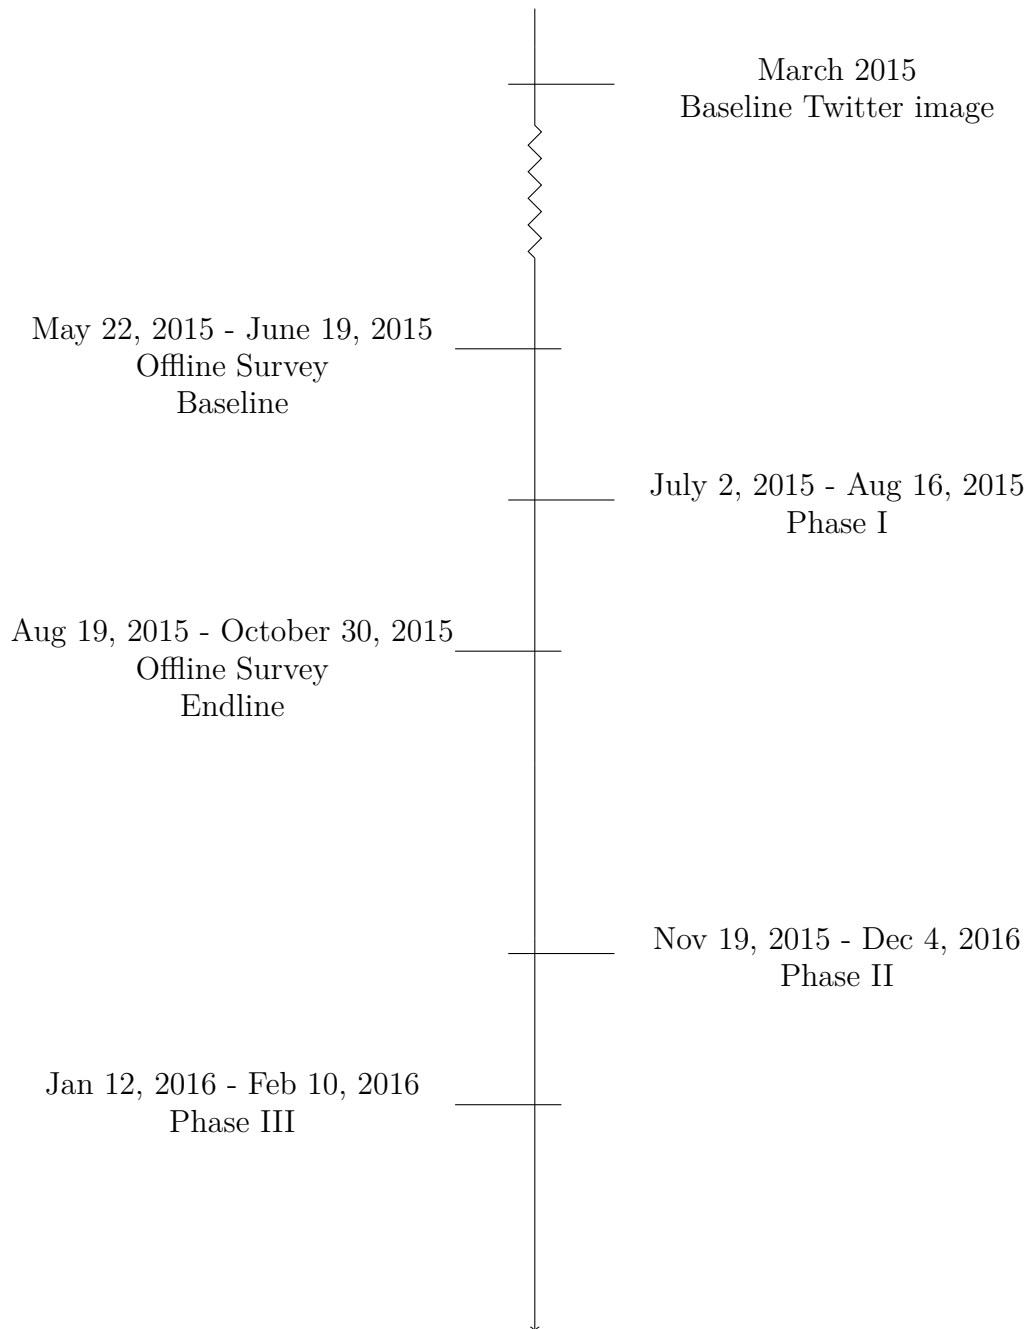 March 2015
Baseline Twitter image
May 22, 2015 - June 19, 2015
Offline Survey
Baseline
July 2, 2015 - Aug 16, 2015
Phase I
Aug 19, 2015 - October 30, 2015
Offline Survey
Endline
Nov 19, 2015 - Dec 4, 2016
Phase II
Jan 12, 2016 - Feb 10, 2016
Phase III